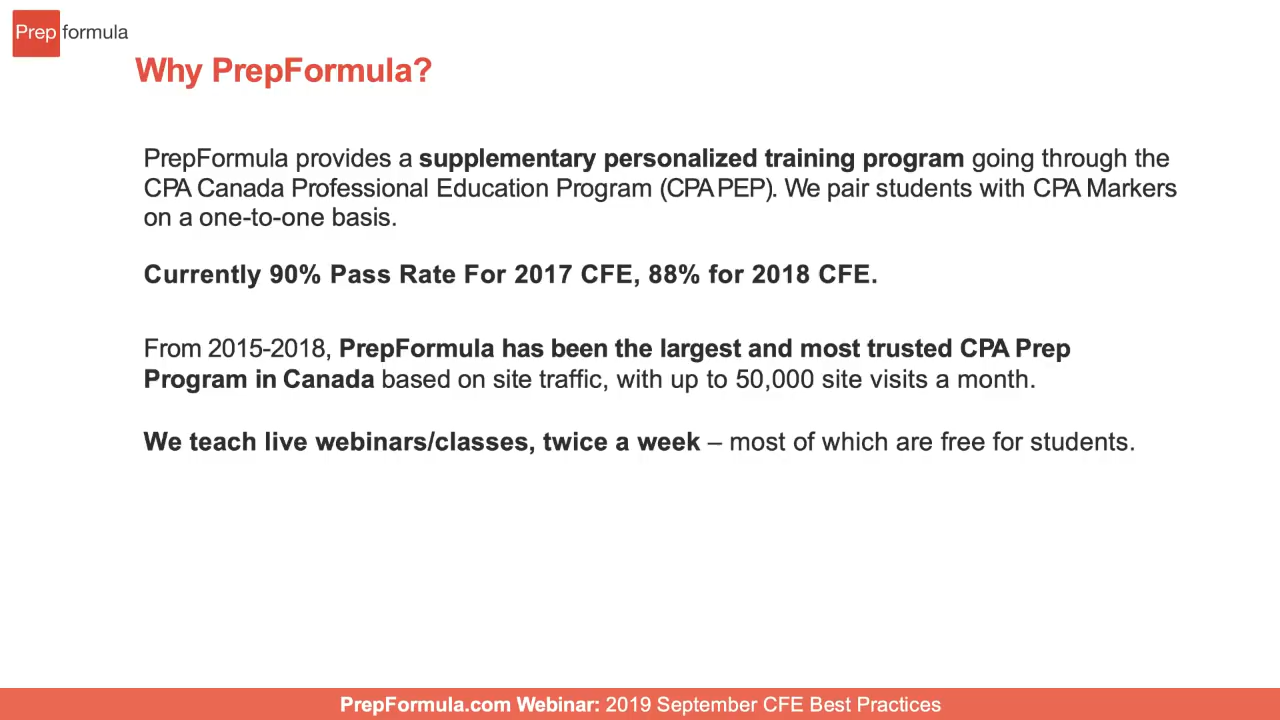 Prep formula
Why PrepFormula?
PrepFormula provides a supplementary personalized training program going through the
CPA Canada Professional Education Program (CPA PEP). We pair students with CPA Markers
on a one-to-one basis.
Currently 90% Pass Rate For 2017 CFE, 88% for 2018 CFE.
From 2015-2018, PrepFormula has been the largest and most trusted CPA Prep
Program in Canada based on site traffic, with up to 50,000 site visits a month.
We teach live webinars/classes, twice a week – most of which are free for students.
PrepFormula.com Webinar: 2019 September CFE Best Practices